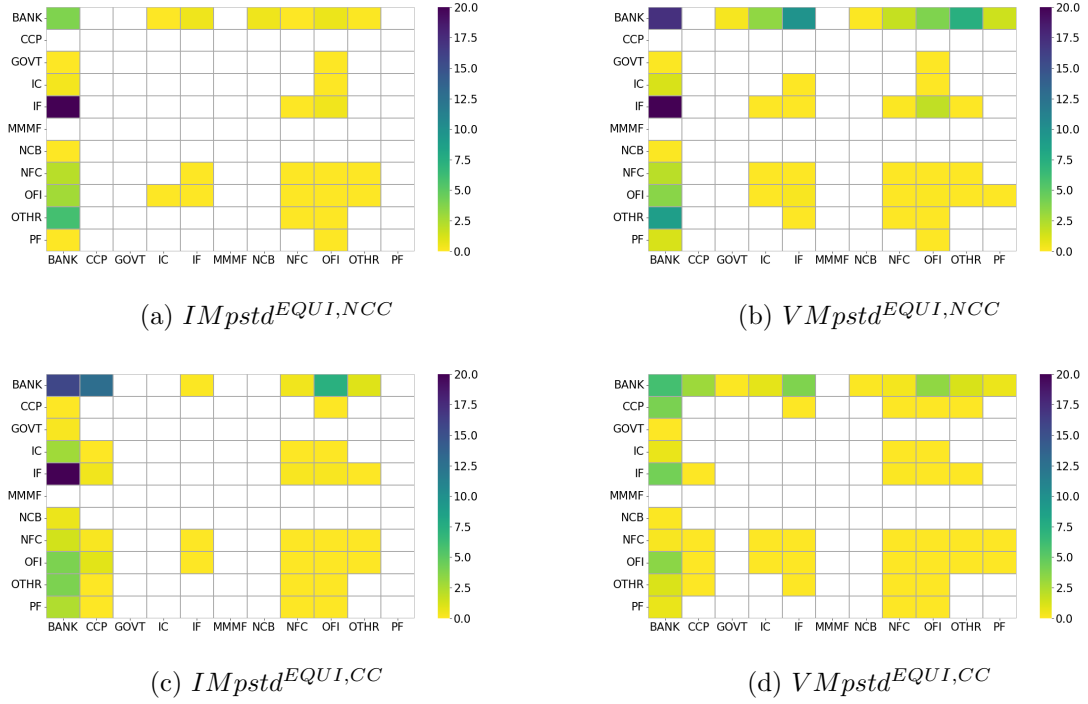 BANK
CCP
GOVT
IC
IF
MMMF
NCB
NFC
OFI
OTHR
PF
BANK CCP GOVT IC IF MMMF NCB NFC OFI OTHR PF
20.0
17.5
15.0
12.5
10.0
7.5
5.0
2.5
0.0
(a) IMpstd^{EQUI,NCC}
BANK
CCP
GOVT
IC
IF
MMMF
NCB
NFC
OFI
OTHR
PF
BANK CCP GOVT IC IF MMMF NCB NFC OFI OTHR PF
20.0
17.5
15.0
12.5
10.0
7.5
5.0
2.5
0.0
(b) VMpstd^{EQUI,NCC}
BANK
CCP
GOVT
IC
IF
MMMF
NCB
NFC
OFI
OTHR
PF
BANK CCP GOVT IC IF MMMF NCB NFC OFI OTHR PF
20.0
17.5
15.0
12.5
10.0
7.5
5.0
2.5
0.0
(c) IMpstd^{EQUI,CC}
BANK
CCP
GOVT
IC
IF
MMMF
NCB
NFC
OFI
OTHR
PF
BANK CCP GOVT IC IF MMMF NCB NFC OFI OTHR PF
20.0
17.5
15.0
12.5
10.0
7.5
5.0
2.5
0.0
(d) VMpstd^{EQUI,CC}